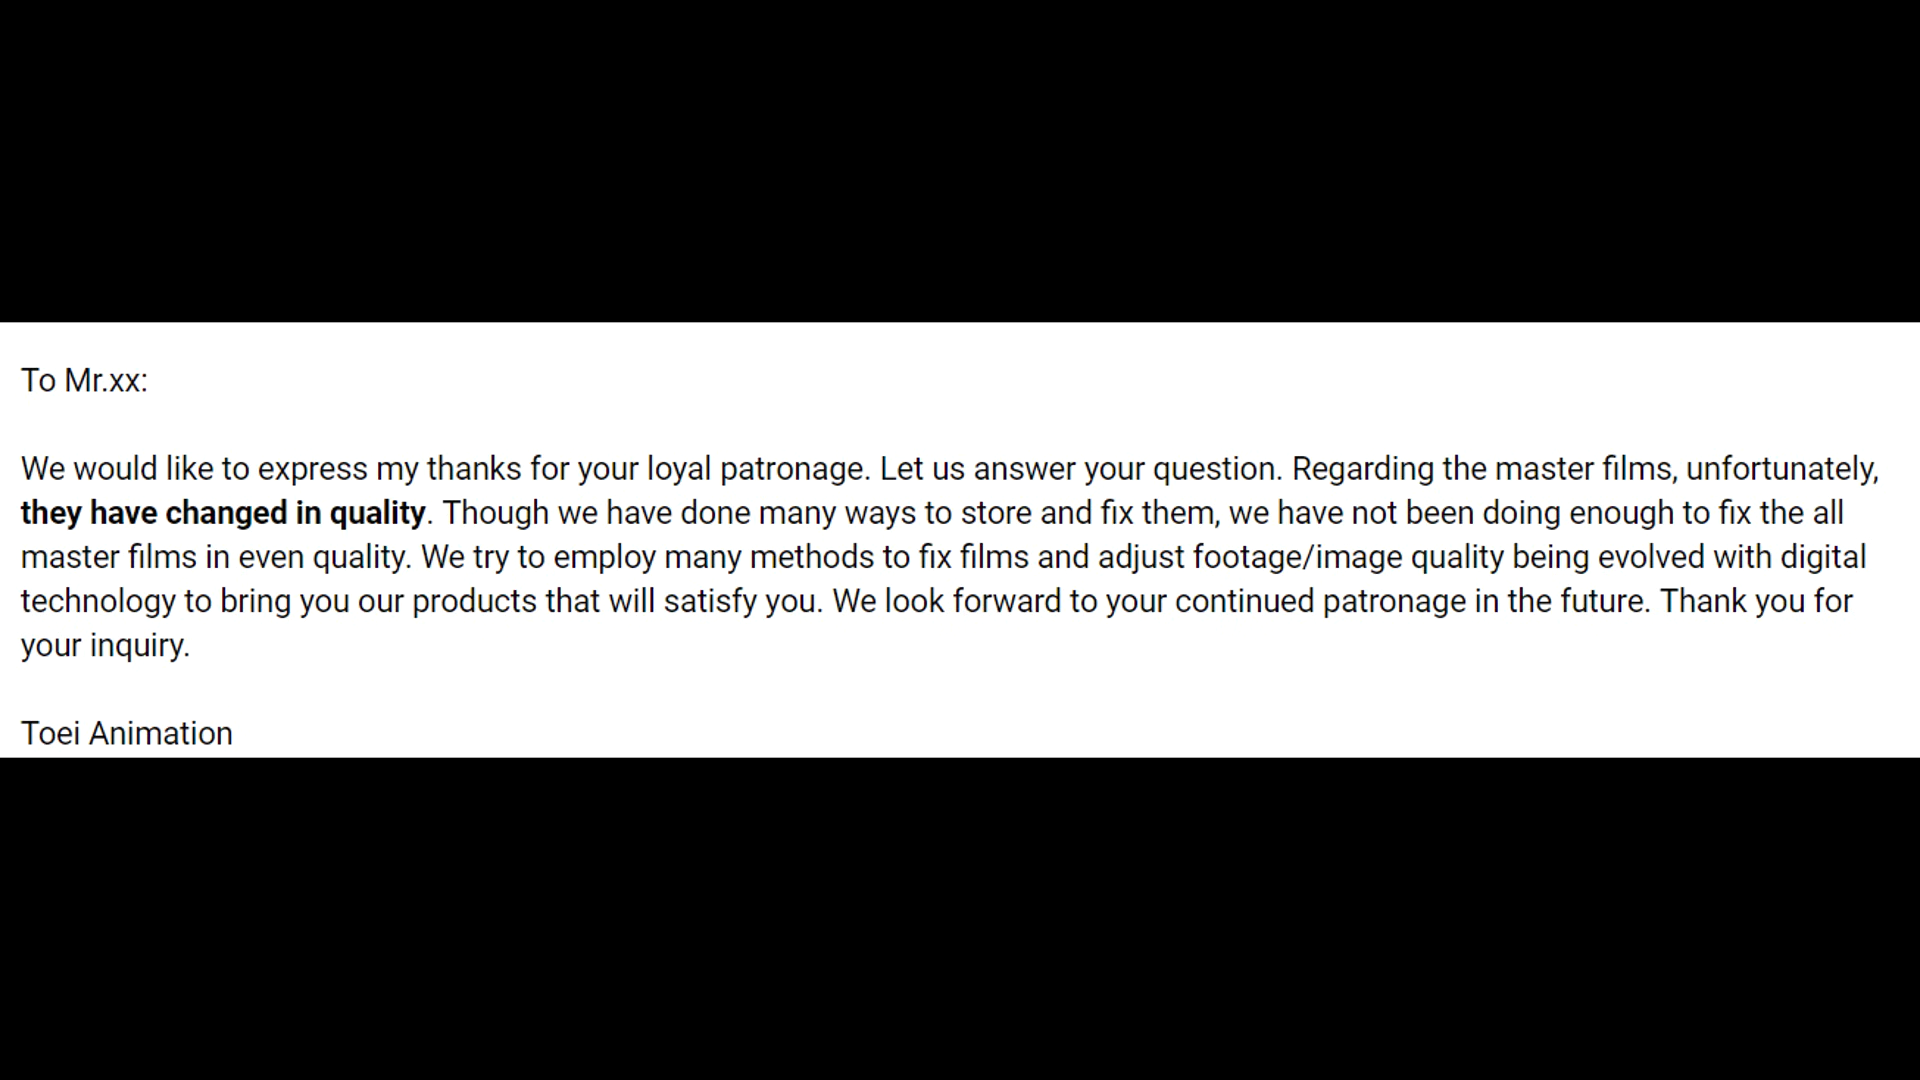 To Mr.xx:
We would like to express my thanks for your loyal patronage. Let us answer your question. Regarding the master films, unfortunately,
they have changed in quality. Though we have done many ways to store and fix them, we have not been doing enough to fix the all
master films in even quality. We try to employ many methods to fix films and adjust footage/image quality being evolved with digital
technology to bring you our products that will satisfy you. We look forward to your continued patronage in the future. Thank you for
your inquiry.
Toei Animation